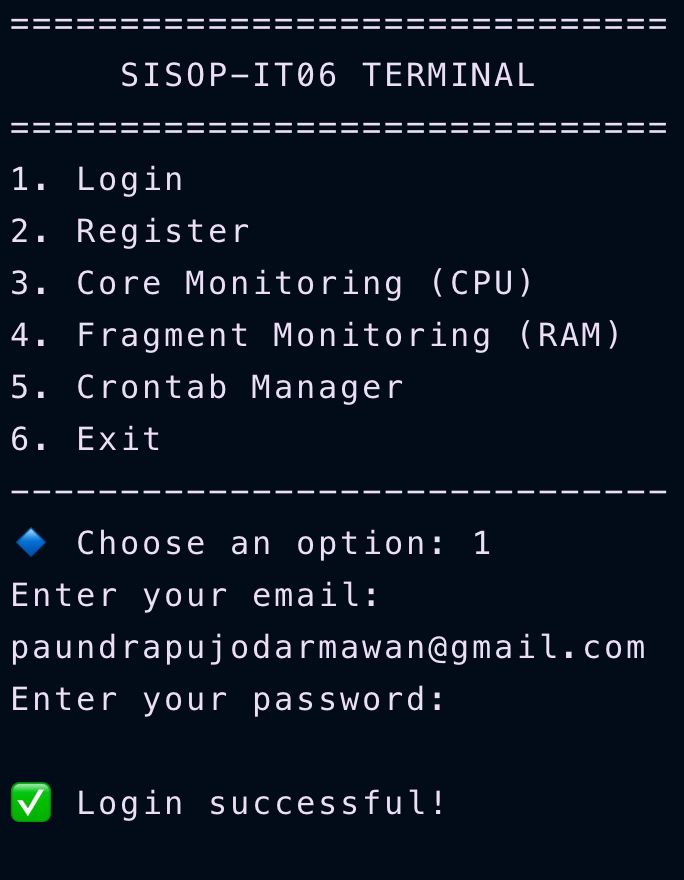 ==============================
SISOP-IT06 TERMINAL
==============================
1. Login
2. Register
3. Core Monitoring (CPU)
4. Fragment Monitoring (RAM)
5. Crontab Manager
6. Exit
------------------------------
🔹 Choose an option: 1
Enter your email:
paundrapujodarmawan@gmail.com
Enter your password:
✅ Login successful!